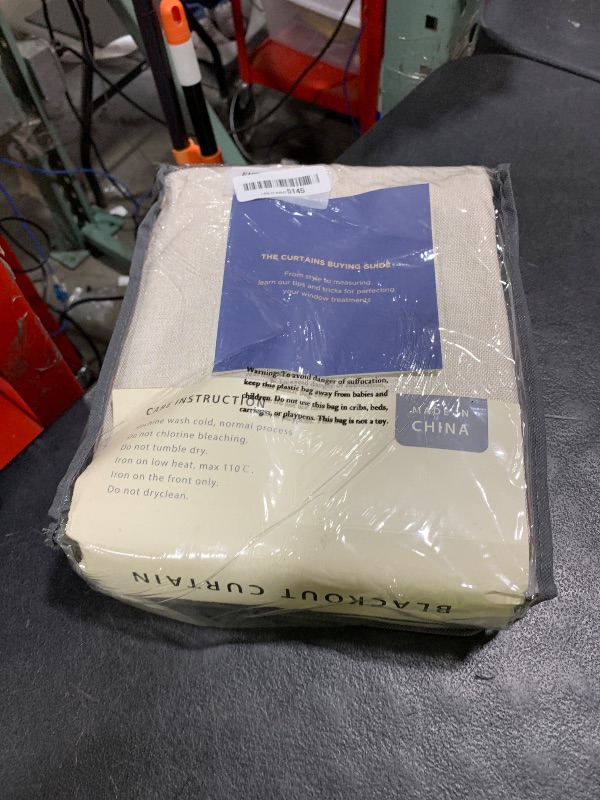 5145
THE CURTAINS BUYING GUIDE
From style to measuring
learn our tips and tricks for perfecting
your window treatments
Warning: To avoid danger of suffocation,
keep this plastic bag away from babies and
children. Do not use this bag in cribs, beds,
carriages, or playpens. This bag is not a toy.
CARE INSTRUCTION
Machine wash cold, normal process
Do not chlorine bleaching.
Do not tumble dry.
Iron on low heat, max 110℃.
Iron on the front only.
Do not dryclean.
MADE IN
CHINA
BLACKOUT CURTAIN